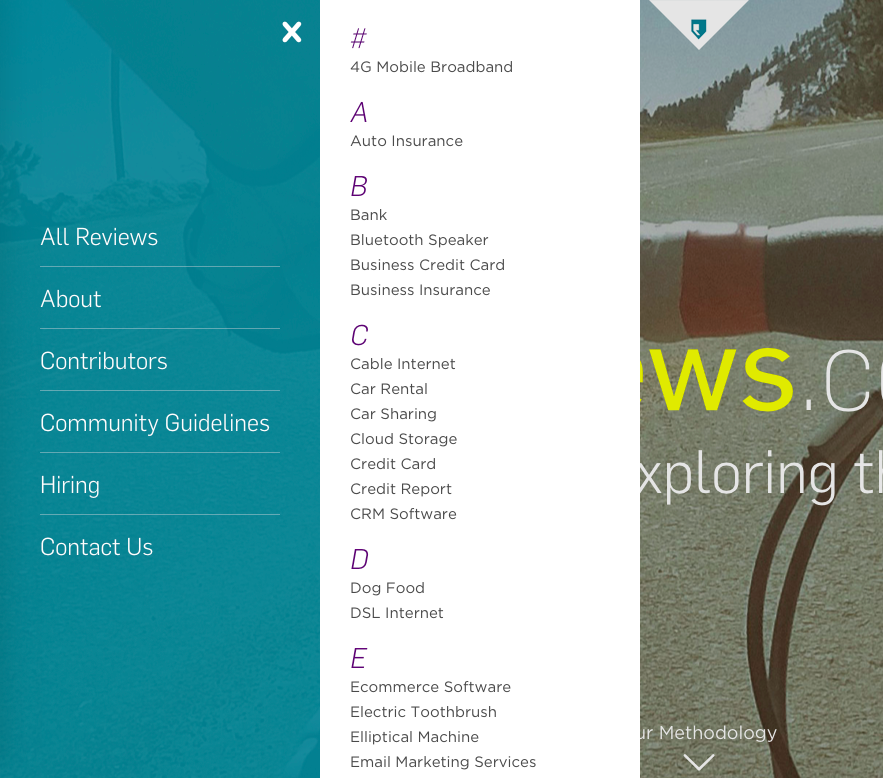 All Reviews
About
Contributors
Community Guidelines
Hiring
Contact Us
#
4G Mobile Broadband
A
Auto Insurance
B
Bank
Bluetooth Speaker
Business Credit Card
Business Insurance
C
Cable Internet
Car Rental
Car Sharing
Cloud Storage
Credit Card
Credit Report
CRM Software
D
Dog Food
DSL Internet
E
Ecommerce Software
Electric Toothbrush
Elliptical Machine
Email Marketing Services
ews.c
xploring th
ur Methodology